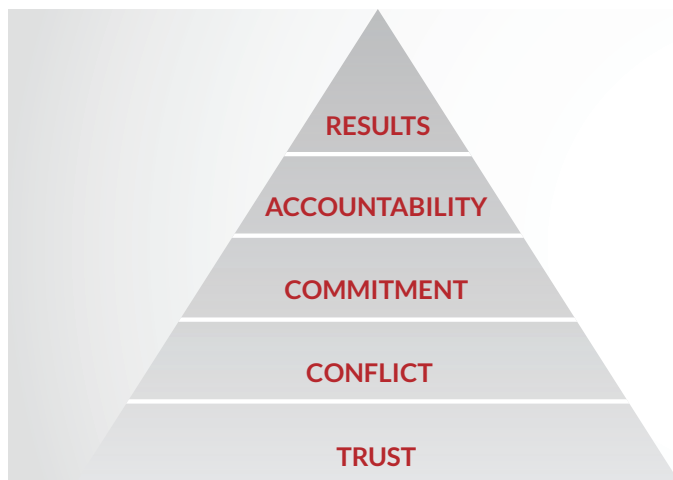 RESULTS
ACCOUNTABILITY
COMMITMENT
CONFLICT
TRUST